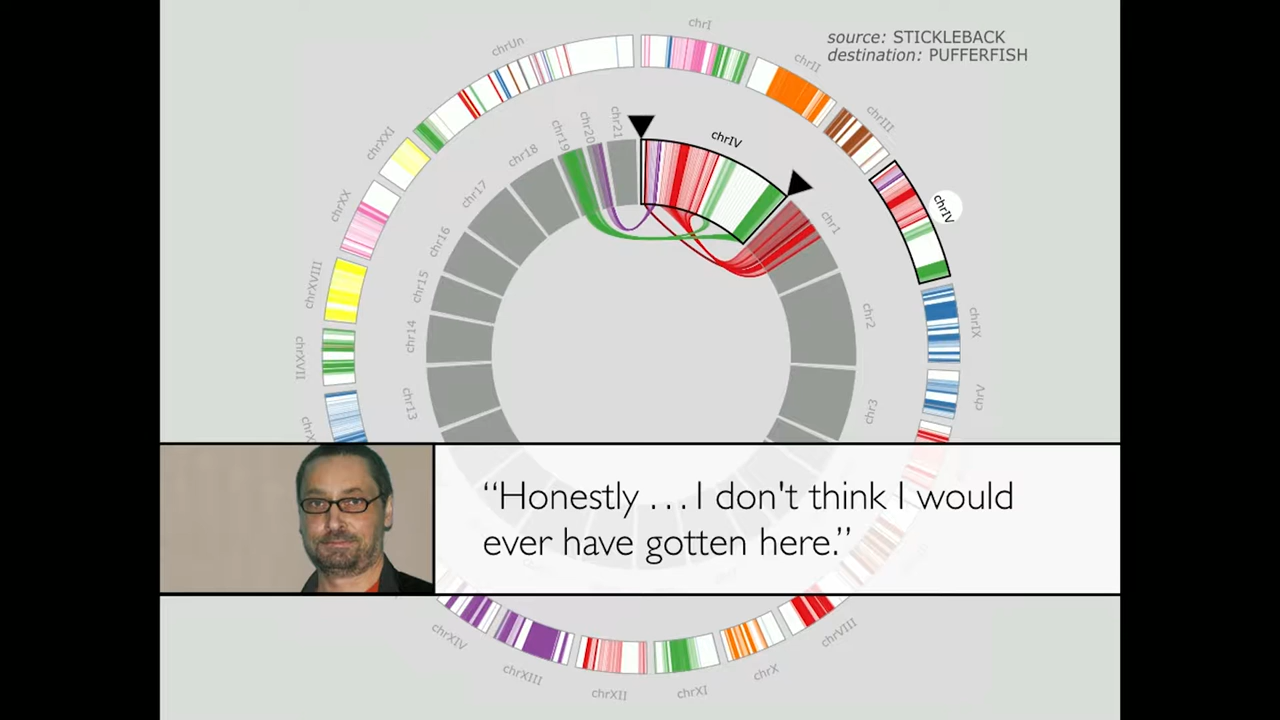 source: STICKLEBACK
destination: PUFFERFISH
chrI
chrII
chrIII
chrIV
chrIX
chrV
chrVIII
chrX
chrXI
chrXII
chrXIII
chrXIV
chrXVII
chrXVIII
chrXX
chrXXI
chrUn
chrIV
chr1
chr2
chr3
chr13
chr14
chr15
chr16
chr17
chr18
chr19
chr20
chr21
“Honestly . . . I don't think I would
ever have gotten here.”